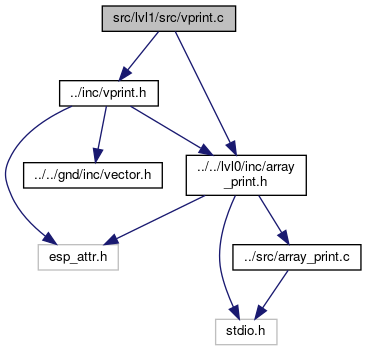 src/lvl1/src/vprint.c
../inc/vprint.h
../../gnd/inc/vector.h
../../lvl0/inc/array
_print.h
esp_attr.h
../src/array_print.c
stdio.h